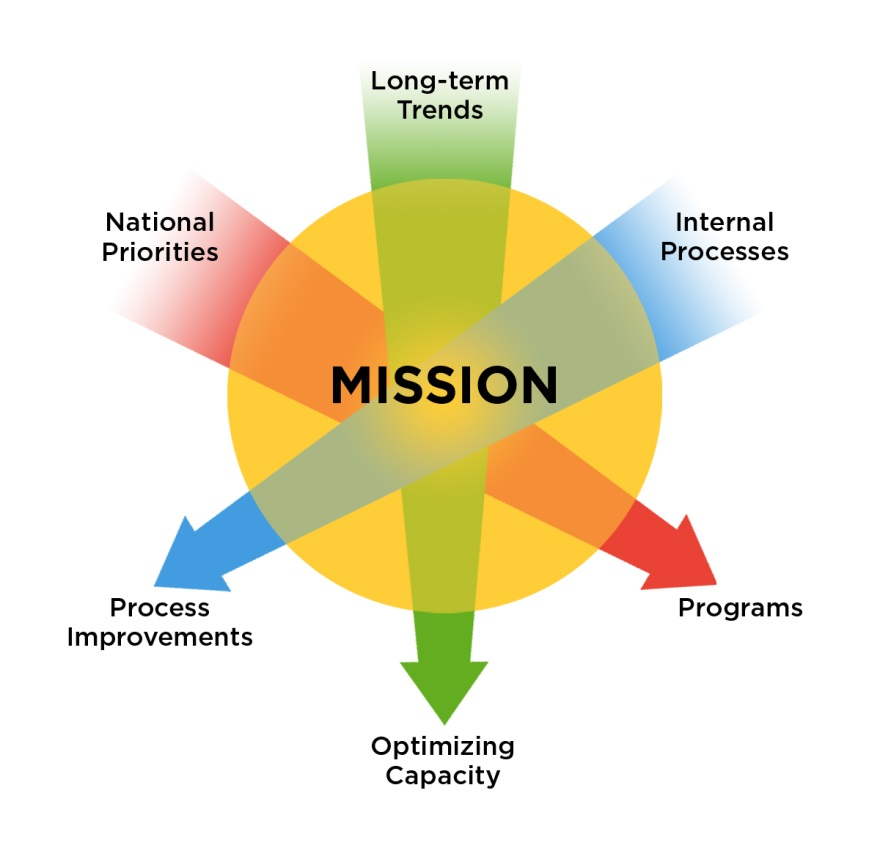 Long-term
Trends
National
Priorities
Internal
Processes
MISSION
Process
Improvements
Programs
Optimizing
Capacity